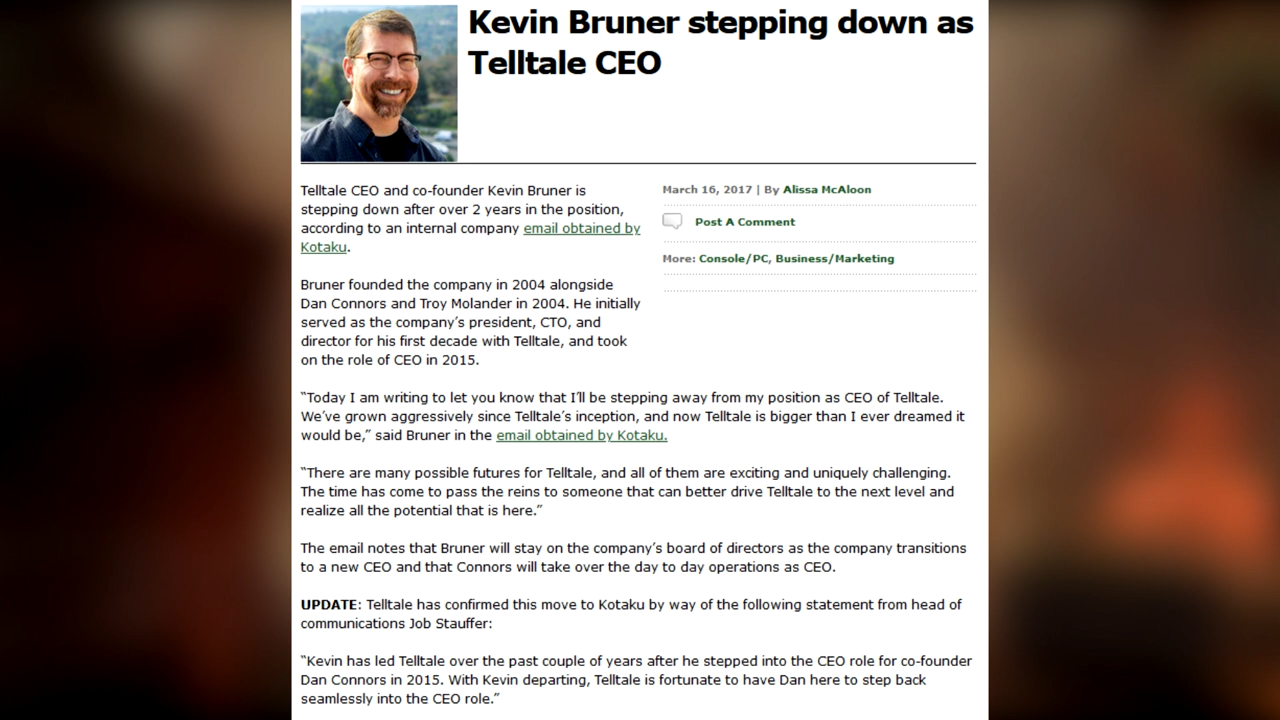 Kevin Bruner stepping down as
Telltale CEO
Telltale CEO and co-founder Kevin Bruner is
stepping down after over 2 years in the position,
according to an internal company email obtained by
Kotaku.
March 16, 2017 | By Alissa McAloon
Post A Comment
More: Console/PC, Business/Marketing
Bruner founded the company in 2004 alongside
Dan Connors and Troy Molander in 2004. He initially
served as the company’s president, CTO, and
director for his first decade with Telltale, and took
on the role of CEO in 2015.
“Today I am writing to let you know that I’ll be stepping away from my position as CEO of Telltale.
We’ve grown aggressively since Telltale’s inception, and now Telltale is bigger than I ever dreamed it
would be,” said Bruner in the email obtained by Kotaku.
“There are many possible futures for Telltale, and all of them are exciting and uniquely challenging.
The time has come to pass the reins to someone that can better drive Telltale to the next level and
realize all the potential that is here.”
The email notes that Bruner will stay on the company’s board of directors as the company transitions
to a new CEO and that Connors will take over the day to day operations as CEO.
UPDATE: Telltale has confirmed this move to Kotaku by way of the following statement from head of
communications Job Stauffer:
“Kevin has led Telltale over the past couple of years after he stepped into the CEO role for co-founder
Dan Connors in 2015. With Kevin departing, Telltale is fortunate to have Dan here to step back
seamlessly into the CEO role.”